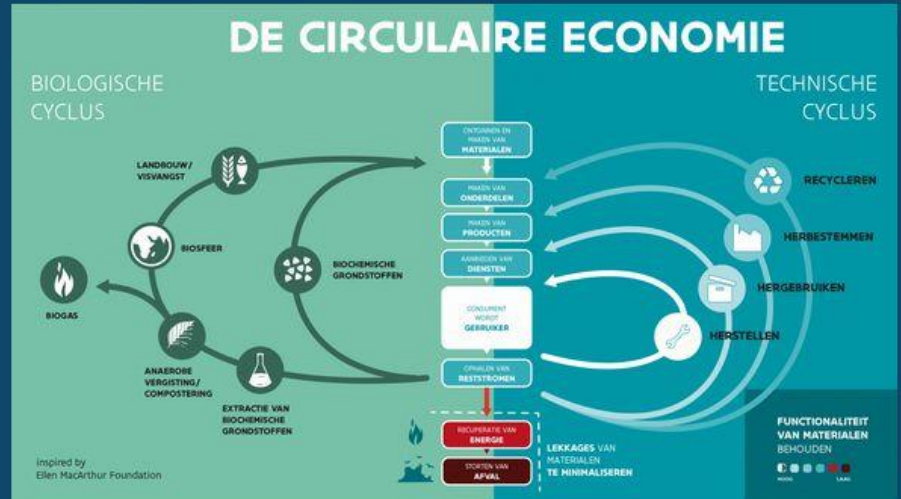 DE CIRCULAIRE ECONOMIE
BIOLOGISCHE
CYCLUS
TECHNISCHE
CYCLUS
ONTGINNEN EN
MAKEN VAN
MATERIALEN
MAKEN VAN
ONDERDELEN
MAKEN VAN
PRODUCTEN
AANBIEDEN VAN
DIENSTEN
CONSUMENT
WORDT
GEBRUIKER
OPHALEN VAN
RESTSTROMEN
RECUPERATIE VAN
ENERGIE
STORTEN VAN
AFVAL
LANDBOUW/
VISVANGST
BIOSFEER
BIOGAS
ANAEROBE
VERGISTING/
COMPOSTERING
EXTRACTIE VAN
BIOCHEMISCHE
GRONDSTOFFEN
BIOCHEMISCHE
GRONDSTOFFEN
RECYCLEREN
HERBESTEMMEN
HERGEBRUIKEN
HERSTELLEN
LEKKAGES VAN
MATERIALEN
TE MINIMALISEREN
FUNCTIONALITEIT
VAN MATERIALEN
BEHOUDEN
HOOG
LAAG
inspired by
Ellen MacArthur Foundation